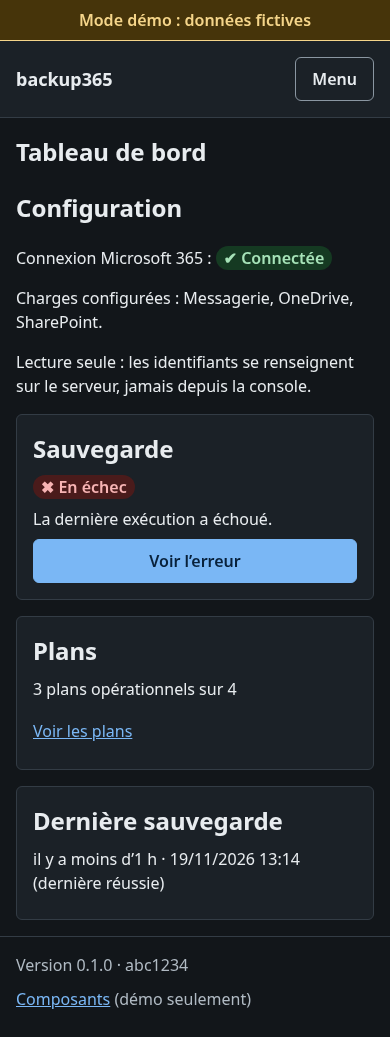 Mode démo : données fictives
backup365
Menu
Tableau de bord
Configuration
Connexion Microsoft 365 : ✔ Connectée
Charges configurées : Messagerie, OneDrive,
SharePoint.
Lecture seule : les identifiants se renseignent
sur le serveur, jamais depuis la console.
Sauvegarde
✖ En échec
La dernière exécution a échoué.
Voir l’erreur
Plans
3 plans opérationnels sur 4
Voir les plans
Dernière sauvegarde
il y a moins d’1 h · 19/11/2026 13:14
(dernière réussie)
Version 0.1.0 · abc1234
Composants (démo seulement)